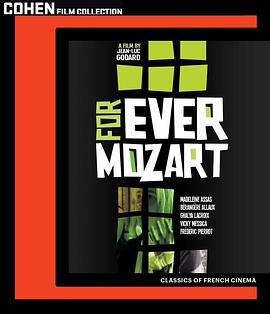 COHEN FILM COLLECTION
A FILM BY
JEAN-LUC
GODARD
FOR
EVER
MOZART
MADELEINE ASSAS
BÉRANGÈRE ALLAUX
GHALYA LACROIX
VICKY MESSICA
FRÉDÉRIC PIERROT
CLASSICS OF FRENCH CINEMA